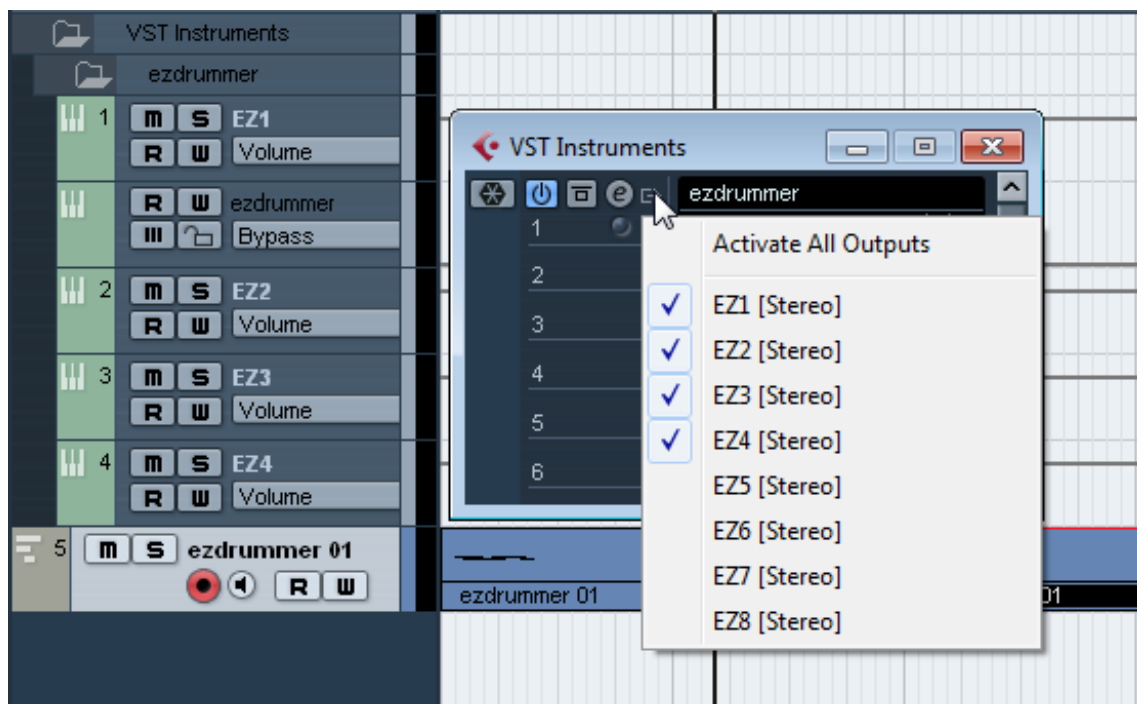 VST Instruments
ezdrummer
1 m S EZ1
R W Volume
R W ezdrummer
Bypass
2 m S EZ2
R W Volume
3 m S EZ3
R W Volume
4 m S EZ4
R W Volume
5 m S ezdrummer 01
R W
VST Instruments
e ezdrummer
1
2
3
4
5
6
Activate All Outputs
EZ1 [Stereo]
EZ2 [Stereo]
EZ3 [Stereo]
EZ4 [Stereo]
EZ5 [Stereo]
EZ6 [Stereo]
EZ7 [Stereo]
EZ8 [Stereo]
ezdrummer 01
01